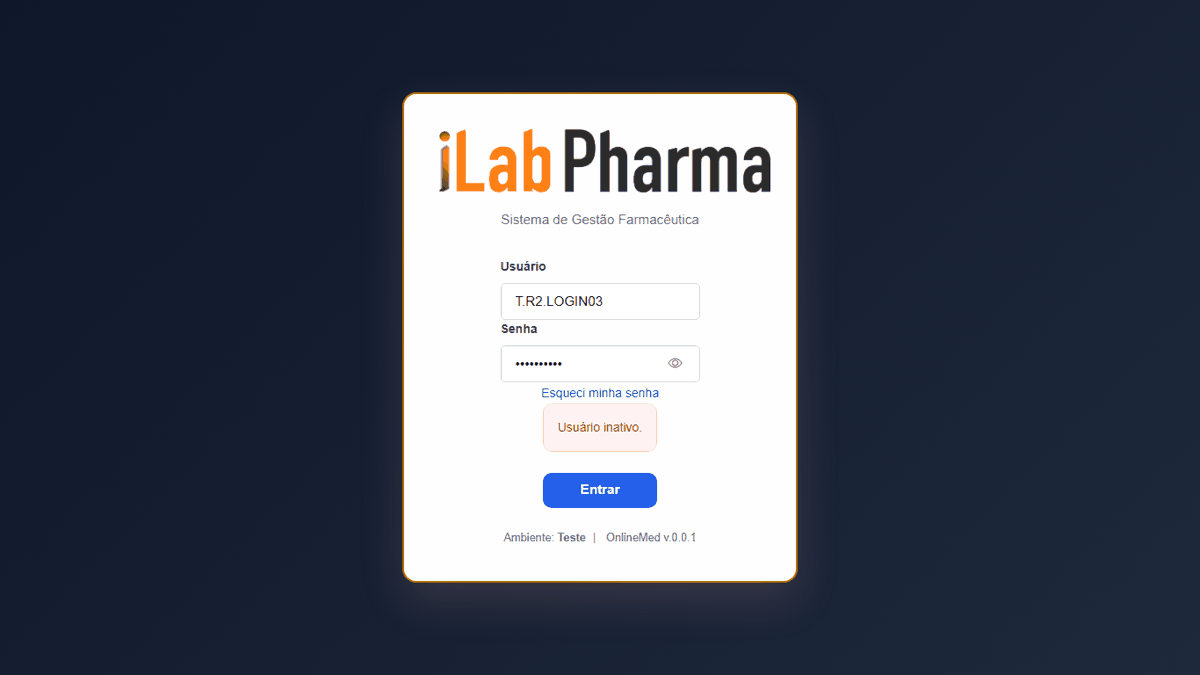 iLab Pharma
Sistema de Gestão Farmacêutica
Usuário
T.R2.LOGIN03
Senha
••••••••••
Esqueci minha senha
Usuário inativo.
Entrar
Ambiente: Teste | OnlineMed v.0.0.1